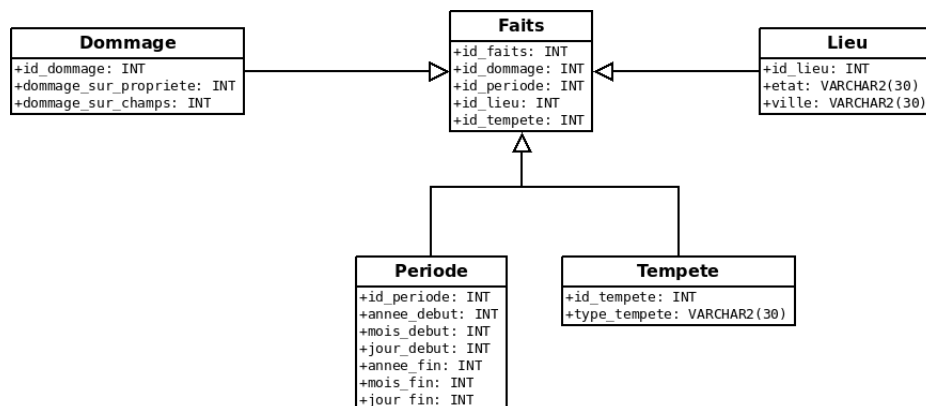 Faits
+id_faits: INT
+id_dommage: INT
+id_periode: INT
+id_lieu: INT
+id_tempete: INT
Dommage
+id_dommage: INT
+dommage_sur_propriete: INT
+dommage_sur_champs: INT
Lieu
+id_lieu: INT
+etat: VARCHAR2(30)
+ville: VARCHAR2(30)
Periode
+id_periode: INT
+annee_debut: INT
+mois_debut: INT
+jour_debut: INT
+annee_fin: INT
+mois_fin: INT
+jour_fin: INT
Tempete
+id_tempete: INT
+type_tempete: VARCHAR2(30)